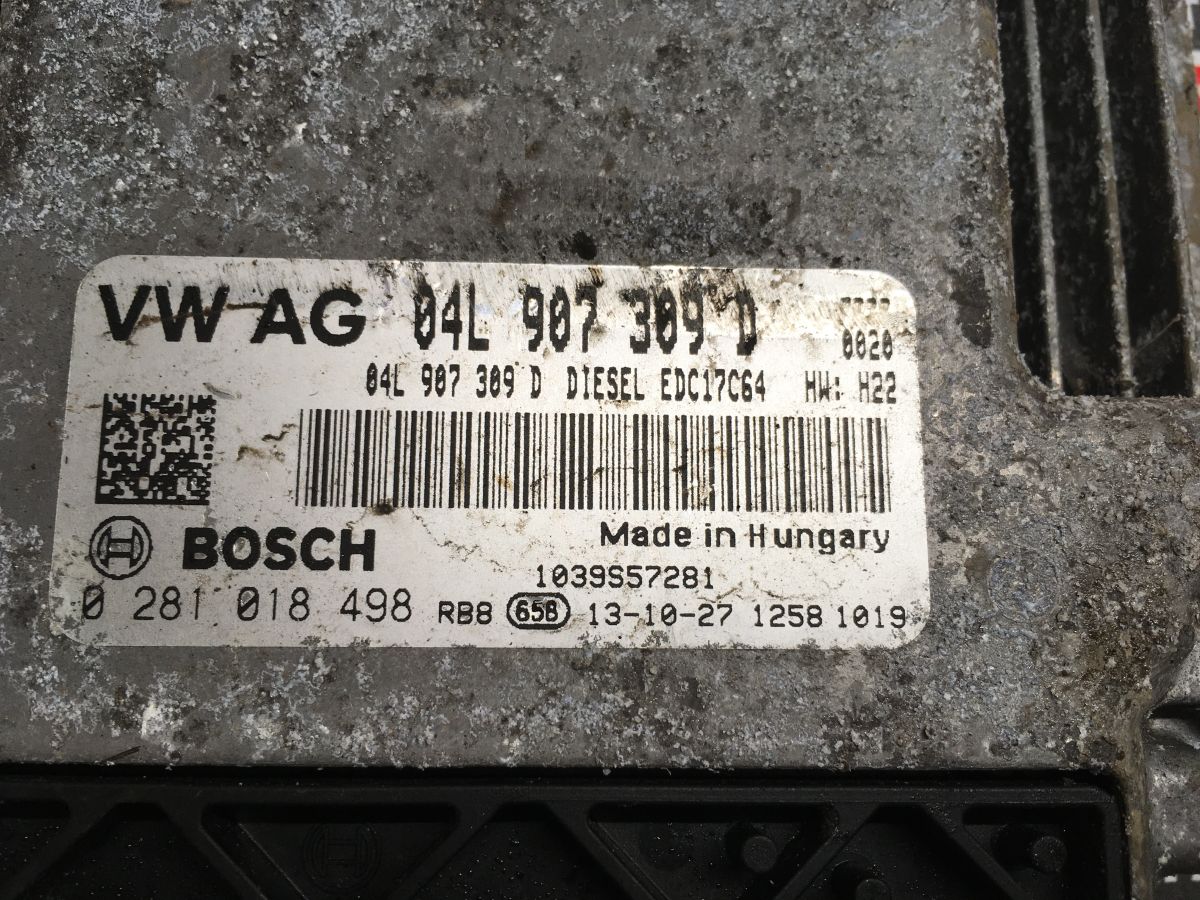 VW AG 04L 907 309 D
0020
04L 907 309 D DIESEL EDC17C64 HW: H22
BOSCH
Made in Hungary
1039S57281
0 281 018 498 RB8 65B 13-10-27 1258 1019